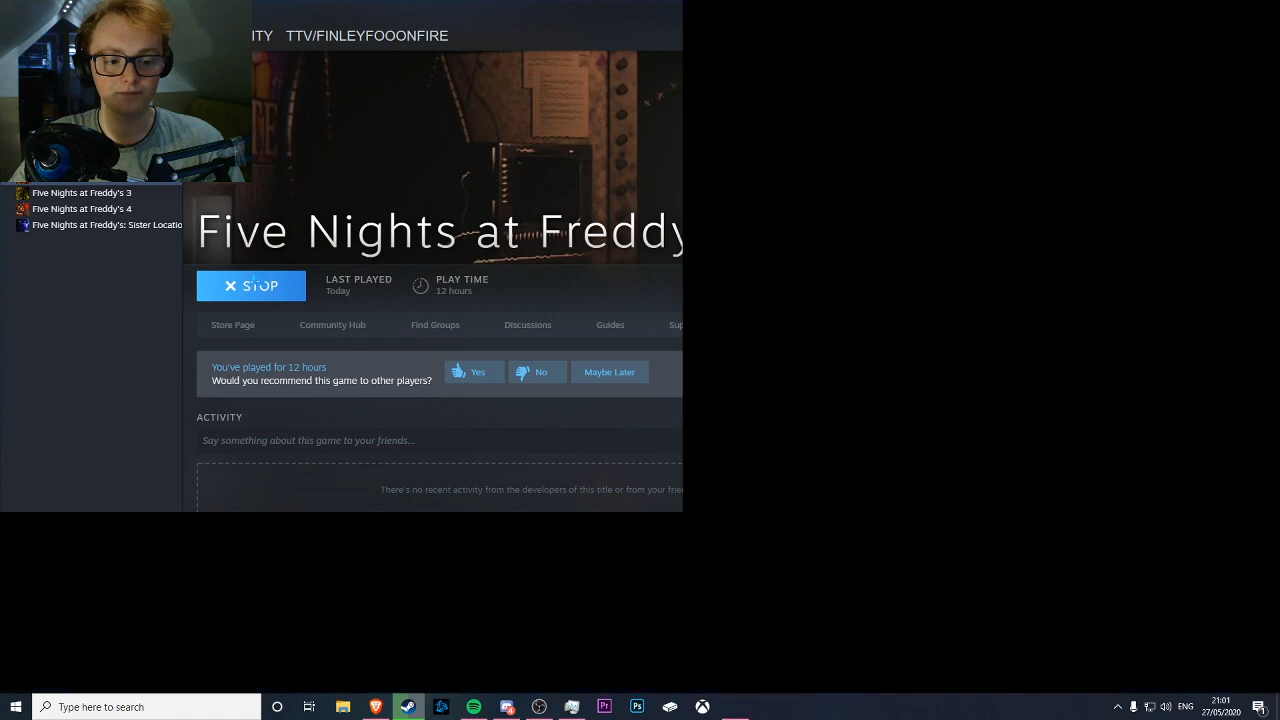 ITY TTV/FINLEYFOOONFIRE
Five Nights at Freddy's 3
Five Nights at Freddy's 4
Five Nights at Freddy's: Sister Locatio
Five Nights at Freddy
STOP
LAST PLAYED
Today
PLAY TIME
12 hours
Store Page Community Hub Find Groups Discussions Guides Sup
You've played for 12 hours
Would you recommend this game to other players?
Yes No Maybe Later
ACTIVITY
Say something about this game to your friends...
There's no recent activity from the developers of this title or from your frie
Type here to search
Pr Ps
ENG
21:01
27/05/2020